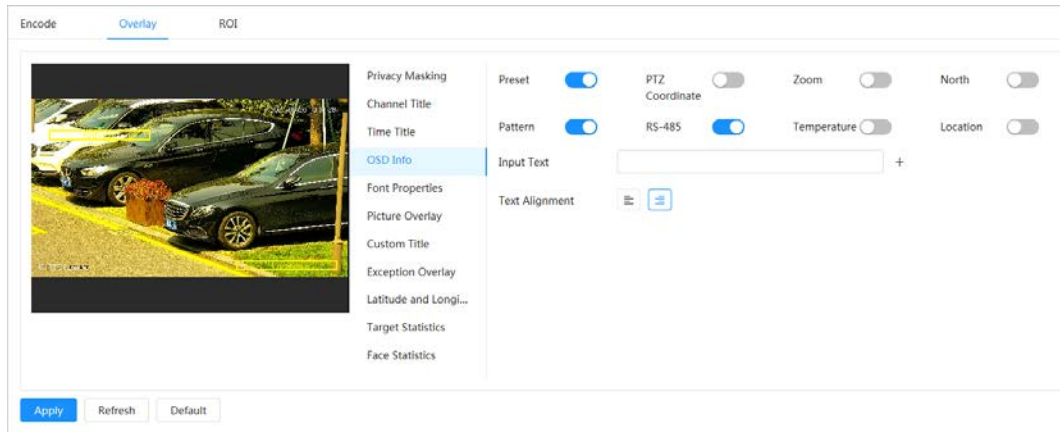 Encode Overlay ROI
Privacy Masking
Channel Title
Time Title
OSD Info
Font Properties
Picture Overlay
Custom Title
Exception Overlay
Latitude and Longi...
Target Statistics
Face Statistics
Preset PTZ Coordinate Zoom North
Pattern RS-485 Temperature Location
Input Text +
Text Alignment
Apply Refresh Default